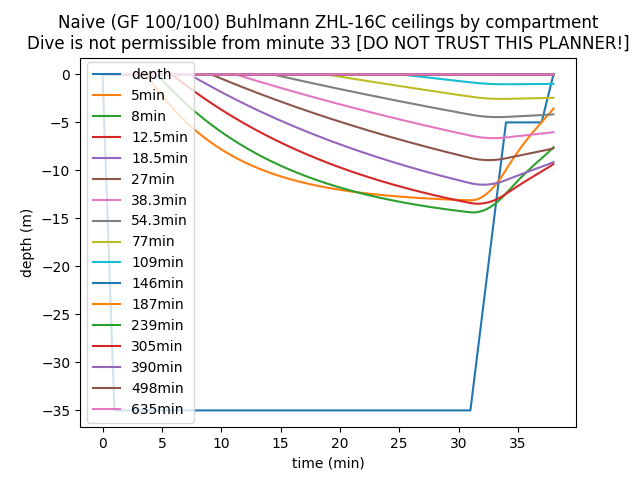 Naive (GF 100/100) Buhlmann ZHL-16C ceilings by compartment
Dive is not permissible from minute 33 [DO NOT TRUST THIS PLANNER!]
depth
5min
8min
12.5min
18.5min
27min
38.3min
54.3min
77min
109min
146min
187min
239min
305min
390min
498min
635min
depth (m)
0
−5
−10
−15
−20
−25
−30
−35
0 5 10 15 20 25 30 35
time (min)